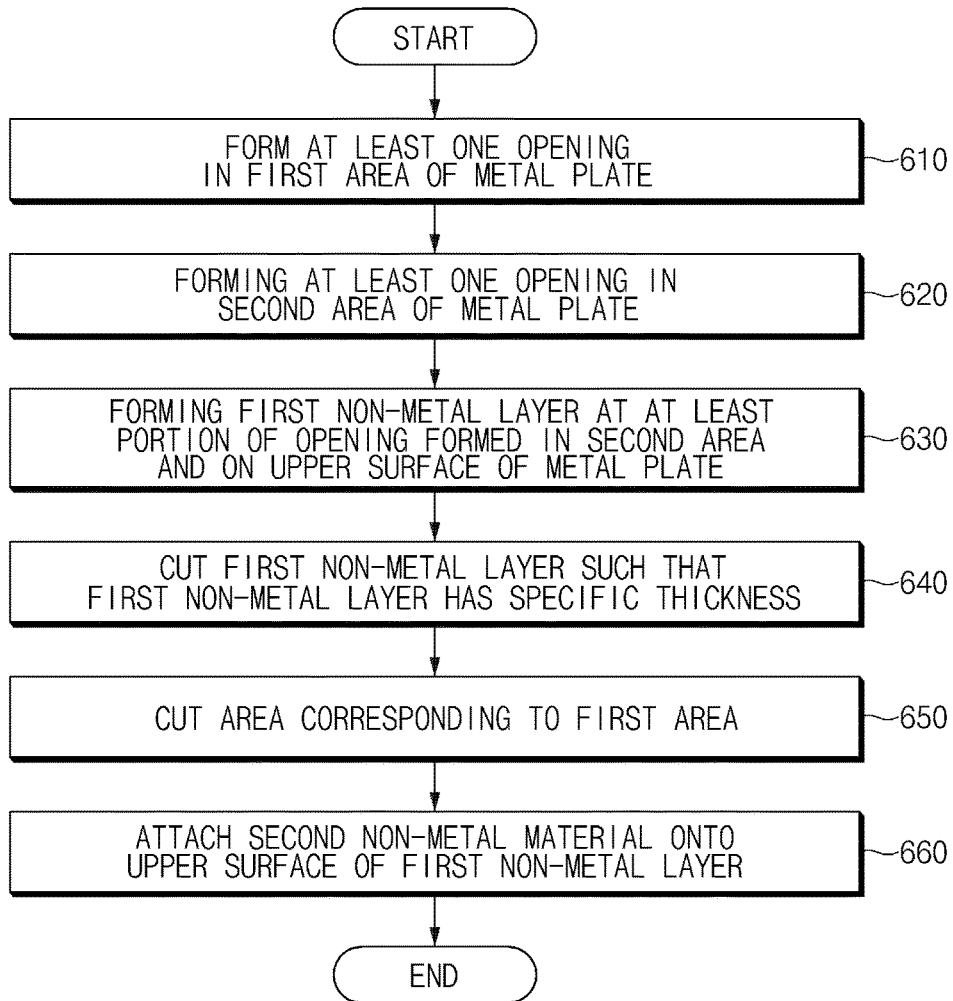 START
FORM AT LEAST ONE OPENING
IN FIRST AREA OF METAL PLATE
610
FORMING AT LEAST ONE OPENING IN
SECOND AREA OF METAL PLATE
620
FORMING FIRST NON-METAL LAYER AT AT LEAST
PORTION OF OPENING FORMED IN SECOND AREA
AND ON UPPER SURFACE OF METAL PLATE
630
CUT FIRST NON-METAL LAYER SUCH THAT
FIRST NON-METAL LAYER HAS SPECIFIC THICKNESS
640
CUT AREA CORRESPONDING TO FIRST AREA
650
ATTACH SECOND NON-METAL MATERIAL ONTO
UPPER SURFACE OF FIRST NON-METAL LAYER
660
END